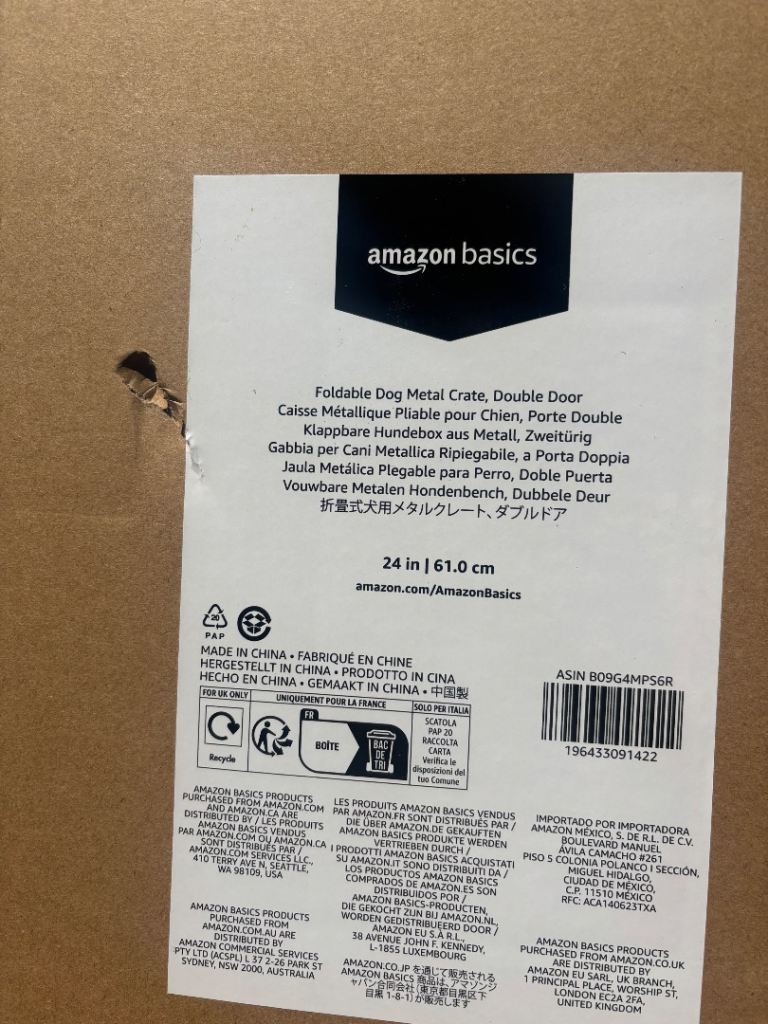 amazon basics
Foldable Dog Metal Crate, Double Door
Caisse Métallique Pliable pour Chien, Porte Double
Klappbare Hundebox aus Metall, Zweitürig
Gabbia per Cani Metallica Ripiegabile, a Porta Doppia
Jaula Metálica Plegable para Perro, Doble Puerta
Vouwbare Metalen Hondenbench, Dubbele Deur
折畳式犬用メタルクレート、ダブルドア
24 in | 61.0 cm
amazon.com/AmazonBasics
20
PAP
MADE IN CHINA • FABRIQUÉ EN CHINE
HERGESTELLT IN CHINA • PRODOTTO IN CINA
HECHO EN CHINA • GEMAAKT IN CHINA • 中国製
FOR UK ONLY
Recycle
UNIQUEMENT POUR LA FRANCE
FR
BOÎTE
BAC
DE
TRI
SOLO PER ITALIA
SCATOLA
PAP 20
RACCOLTA
CARTA
Verifica le
disposizioni del
tuo Comune
ASIN B09G4MPS6R
196433091422
AMAZON BASICS PRODUCTS
PURCHASED FROM AMAZON.COM
AND AMAZON.CA ARE
DISTRIBUTED BY / LES PRODUITS
AMAZON BASICS VENDUS
PAR AMAZON.COM OU AMAZON.CA
SONT DISTRIBUÉS PAR /
AMAZON.COM SERVICES LLC.,
410 TERRY AVE N, SEATTLE,
WA 98109, USA
AMAZON BASICS PRODUCTS
PURCHASED FROM
AMAZON.COM.AU ARE
DISTRIBUTED BY
AMAZON COMMERCIAL SERVICES
PTY LTD (ACSPL) L 37 2-26 PARK ST
SYDNEY, NSW 2000, AUSTRALIA
LES PRODUITS AMAZON BASICS VENDUS
PAR AMAZON.FR SONT DISTRIBUÉS PAR /
DIE ÜBER AMAZON.DE GEKAUFTEN
AMAZON BASICS PRODUKTE WERDEN
VERTRIEBEN DURCH /
I PRODOTTI AMAZON BASICS ACQUISTATI
SU AMAZON.IT SONO DISTRIBUITI DA /
LOS PRODUCTOS AMAZON BASICS
COMPRADOS DE AMAZON.ES SON
DISTRIBUIDOS POR /
AMAZON BASICS-PRODUCTEN,
DIE GEKOCHT ZIJN BIJ AMAZON.NL,
WORDEN GEDISTRIBUEERD DOOR /
AMAZON EU S.À R.L.,
38 AVENUE JOHN F. KENNEDY,
L-1855 LUXEMBOURG
AMAZON.CO.JP を通じて販売される
AMAZON BASICS 商品は、アマゾンジ
ャパン合同会社(東京都目黒区下
目黒 1-8-1)が販売します
IMPORTADO POR IMPORTADORA
AMAZON MÉXICO, S. DE R.L. DE C.V.
BOULEVARD MANUEL
ÁVILA CAMACHO #261
PISO 5 COLONIA POLANCO I SECCIÓN,
MIGUEL HIDALGO,
CIUDAD DE MÉXICO,
C.P. 11510 MÉXICO
RFC: ACA140623TXA
AMAZON BASICS PRODUCTS
PURCHASED FROM AMAZON.CO.UK
ARE DISTRIBUTED BY
AMAZON EU SARL, UK BRANCH,
1 PRINCIPAL PLACE, WORSHIP ST,
LONDON EC2A 2FA,
UNITED KINGDOM